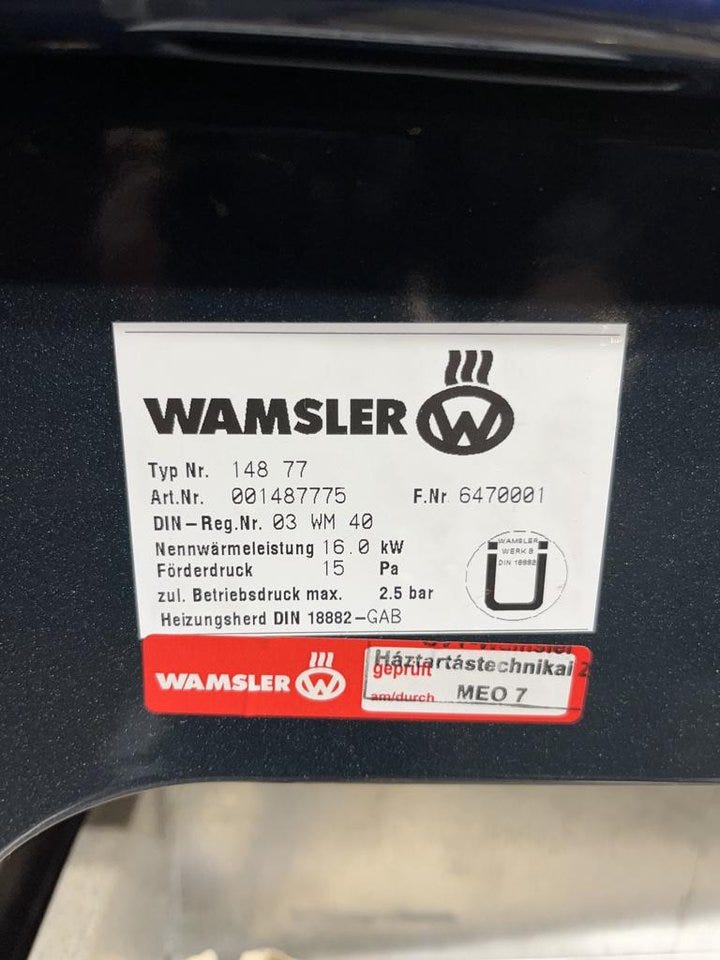 WAMSLER W
Typ Nr. 148 77
Art.Nr. 001487775 F.Nr 6470001
DIN-Reg.Nr. 03 WM 40
Nennwärmeleistung 16.0 kW
Förderdruck 15 Pa
zul. Betriebsdruck max. 2.5 bar
Heizungsherd DIN 18882-GAB
WAMSLER
WERK 8
DIN 18882
Ü
WAMSLER W
Wamsler
Háztartástechnikai
geprüft
am/durch MEO 7